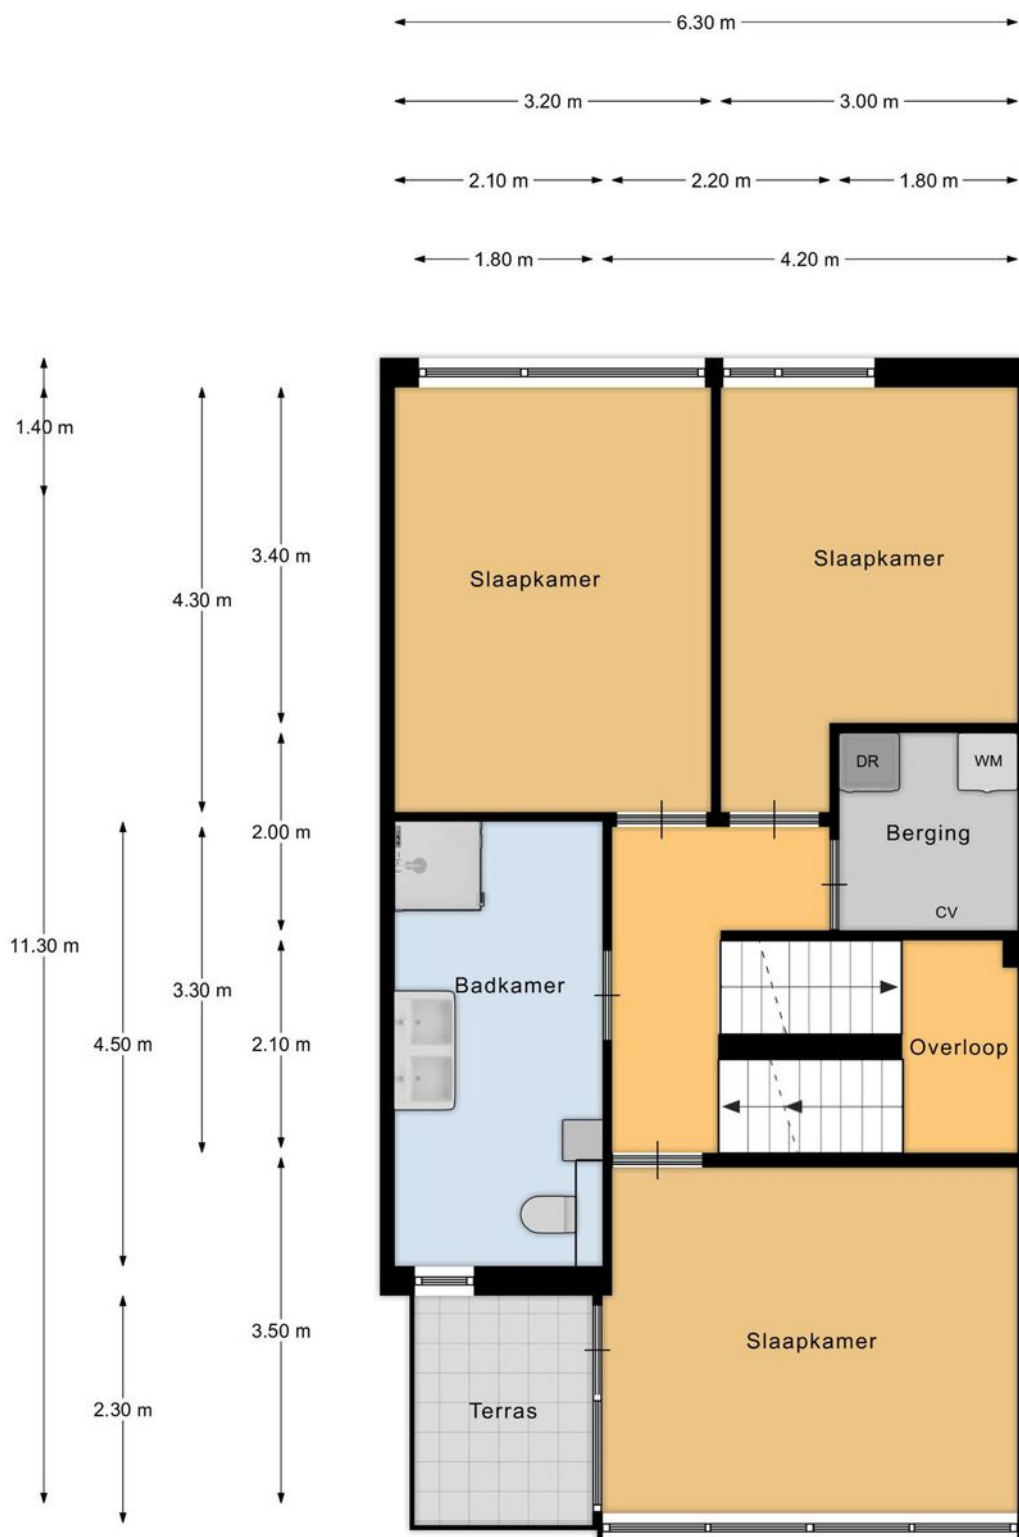 6.30 m
3.20 m 3.00 m
2.10 m 2.20 m 1.80 m
1.80 m 4.20 m
1.40 m
3.40 m
Slaapkamer
Slaapkamer
4.30 m
DR WM
2.00 m
Berging
CV
11.30 m
3.30 m
Badkamer
4.50 m
2.10 m
Overloop
3.50 m
Slaapkamer
2.30 m
Terras